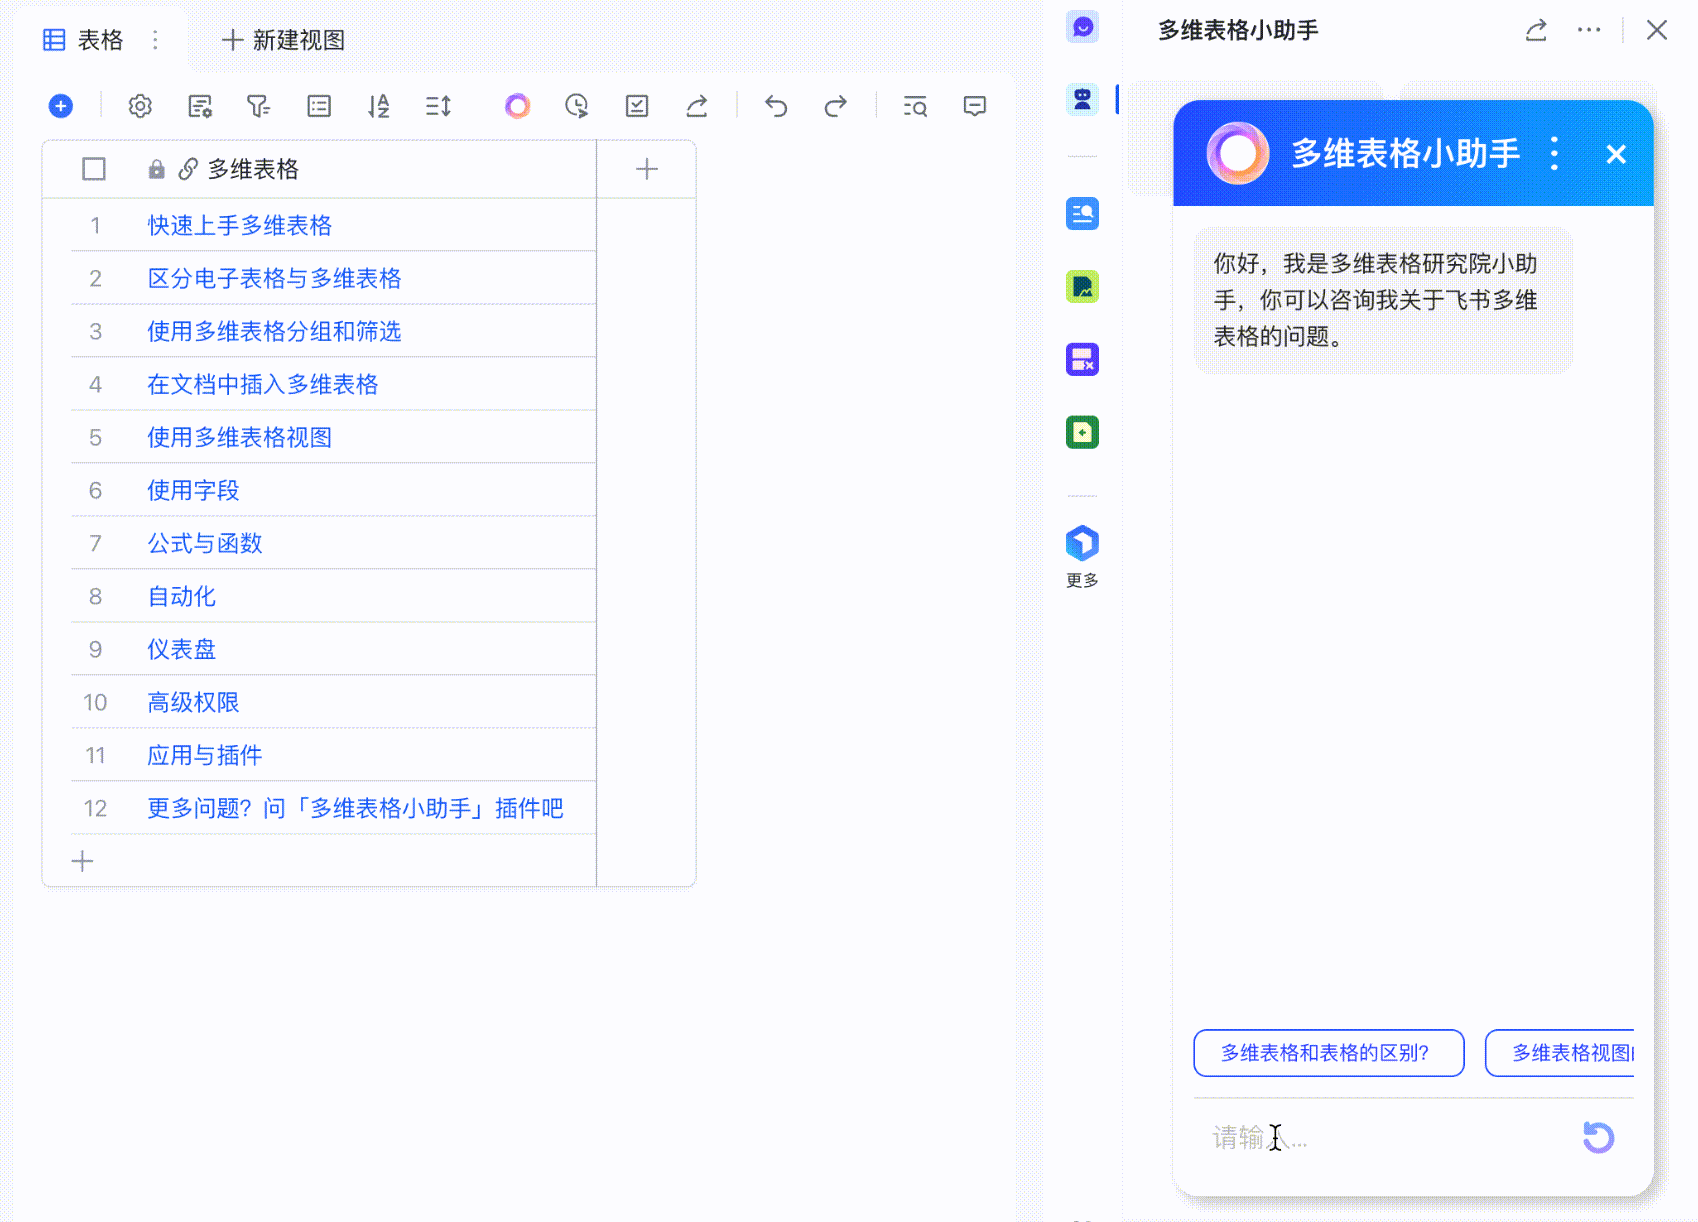 表格
新建视图
多维表格
1 快速上手多维表格
2 区分电子表格与多维表格
3 使用多维表格分组和筛选
4 在文档中插入多维表格
5 使用多维表格视图
6 使用字段
7 公式与函数
8 自动化
9 仪表盘
10 高级权限
11 应用与插件
12 更多问题？问「多维表格小助手」插件吧
更多
多维表格小助手
多维表格小助手
你好，我是多维表格研究院小助
手，你可以咨询我关于飞书多维
表格的问题。
多维表格和表格的区别？
多维表格视图
请输入...